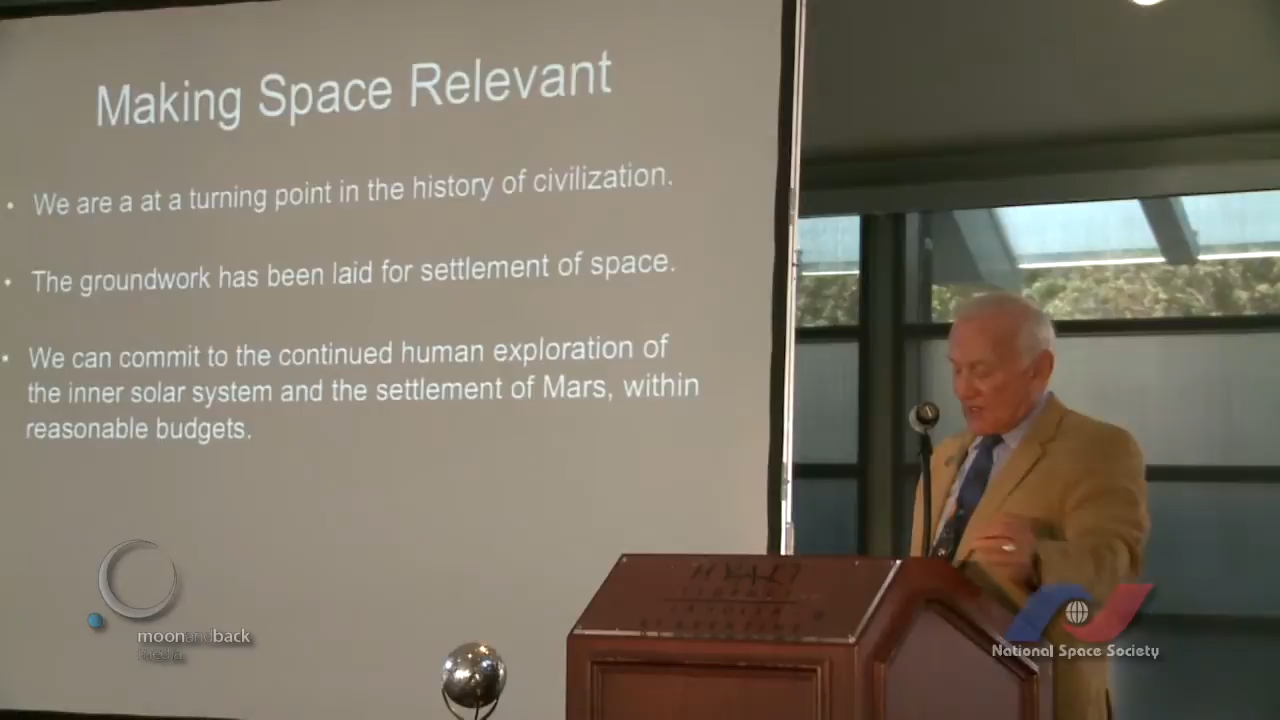 Making Space Relevant
• We are a at a turning point in the history of civilization.
• The groundwork has been laid for settlement of space.
• We can commit to the continued human exploration of
the inner solar system and the settlement of Mars, within
reasonable budgets.
moonandback
National Space Society